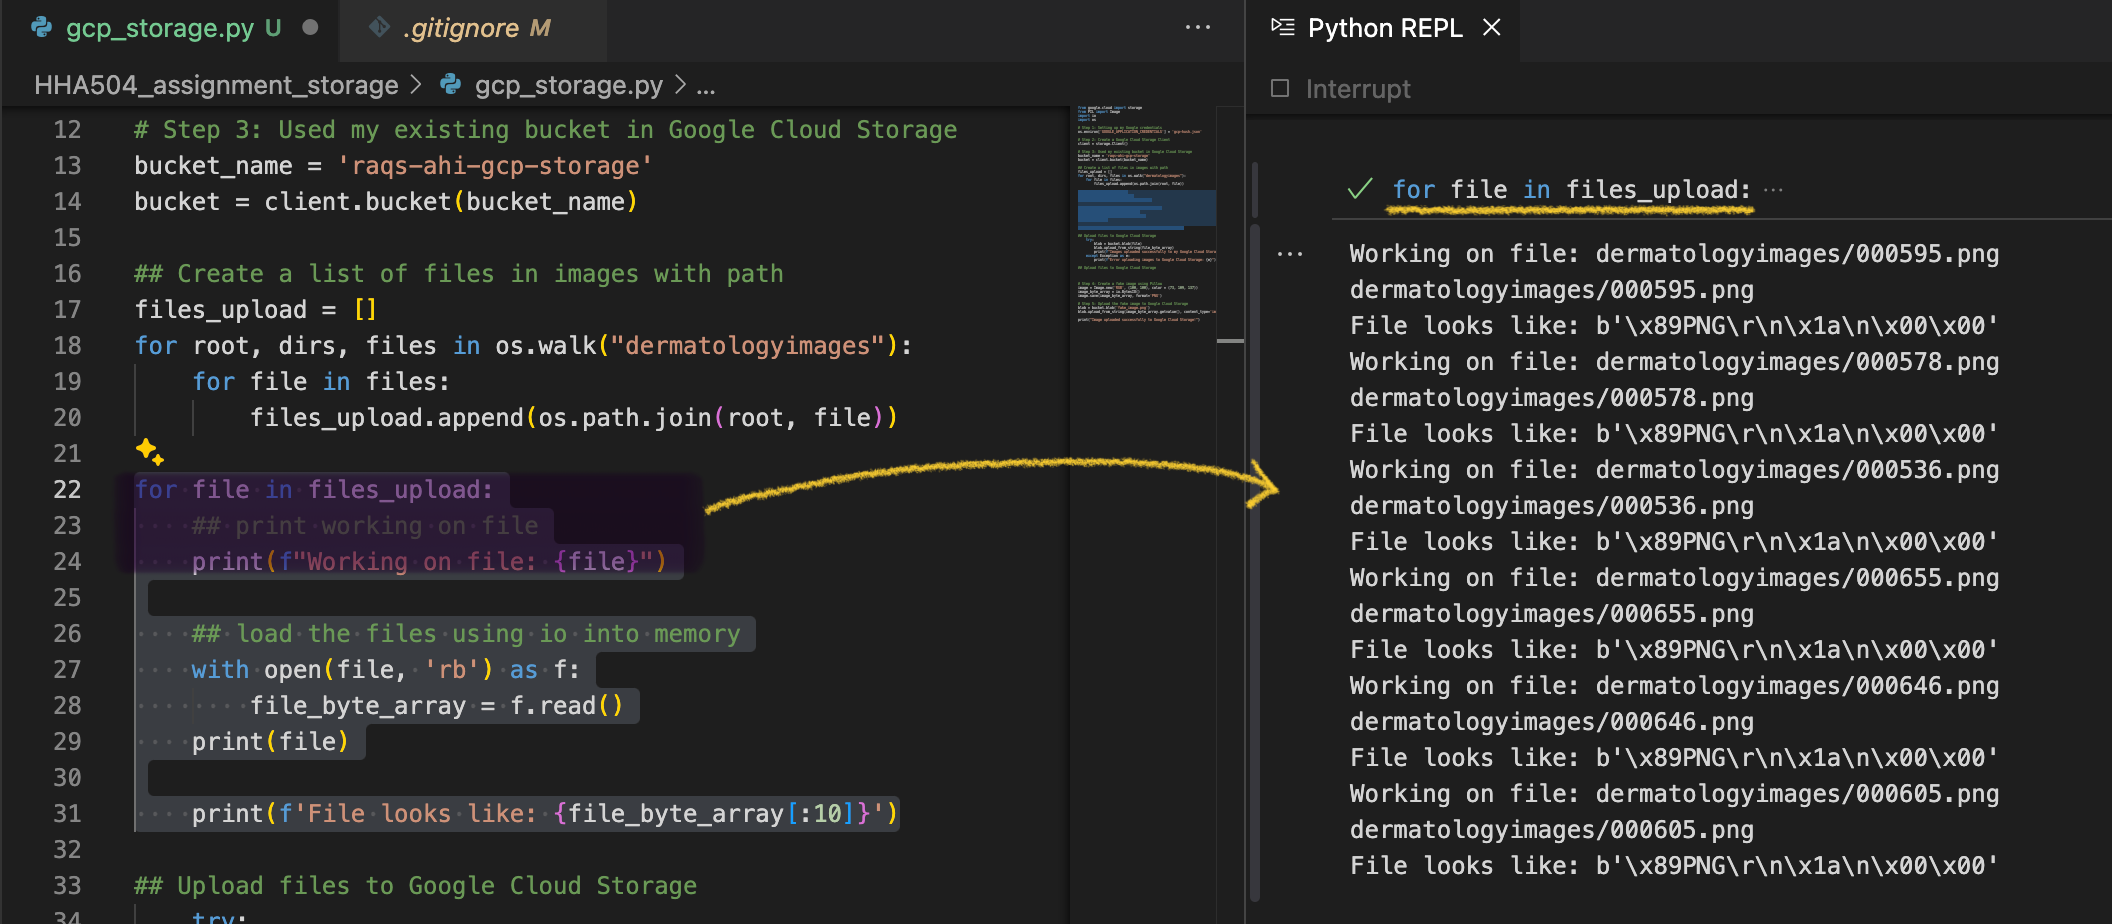 gcp_storage.py U
.gitignore M
HHA504_assignment_storage > gcp_storage.py > ...
12 # Step 3: Used my existing bucket in Google Cloud Storage
13 bucket_name = 'raqs-ahi-gcp-storage'
14 bucket = client.bucket(bucket_name)
15
16 ## Create a list of files in images with path
17 files_upload = []
18 for root, dirs, files in os.walk("dermatologyimages"):
19 for file in files:
20 files_upload.append(os.path.join(root, file))
21
22 for file in files_upload:
23 ## print working on file
24 print(f"Working on file: {file}")
25
26 ## load the files using io into memory
27 with open(file, 'rb') as f:
28 file_byte_array = f.read()
29 print(file)
30
31 print(f'File looks like: {file_byte_array[:10]}')
32
33 ## Upload files to Google Cloud Storage
34 try:
Python REPL
Interrupt
for file in files_upload: ...
Working on file: dermatologyimages/000595.png
dermatologyimages/000595.png
File looks like: b'\x89PNG\r\n\x1a\n\x00\x00'
Working on file: dermatologyimages/000578.png
dermatologyimages/000578.png
File looks like: b'\x89PNG\r\n\x1a\n\x00\x00'
Working on file: dermatologyimages/000536.png
dermatologyimages/000536.png
File looks like: b'\x89PNG\r\n\x1a\n\x00\x00'
Working on file: dermatologyimages/000655.png
dermatologyimages/000655.png
File looks like: b'\x89PNG\r\n\x1a\n\x00\x00'
Working on file: dermatologyimages/000646.png
dermatologyimages/000646.png
File looks like: b'\x89PNG\r\n\x1a\n\x00\x00'
Working on file: dermatologyimages/000605.png
dermatologyimages/000605.png
File looks like: b'\x89PNG\r\n\x1a\n\x00\x00'